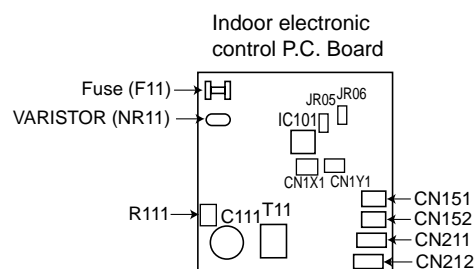 Indoor electronic
control P.C. Board
Fuse (F11)
JR05 JR06
VARISTOR (NR11)
IC101
CN1X1 CN1Y1
CN151
R111
C111 T11
CN152
CN211
CN212